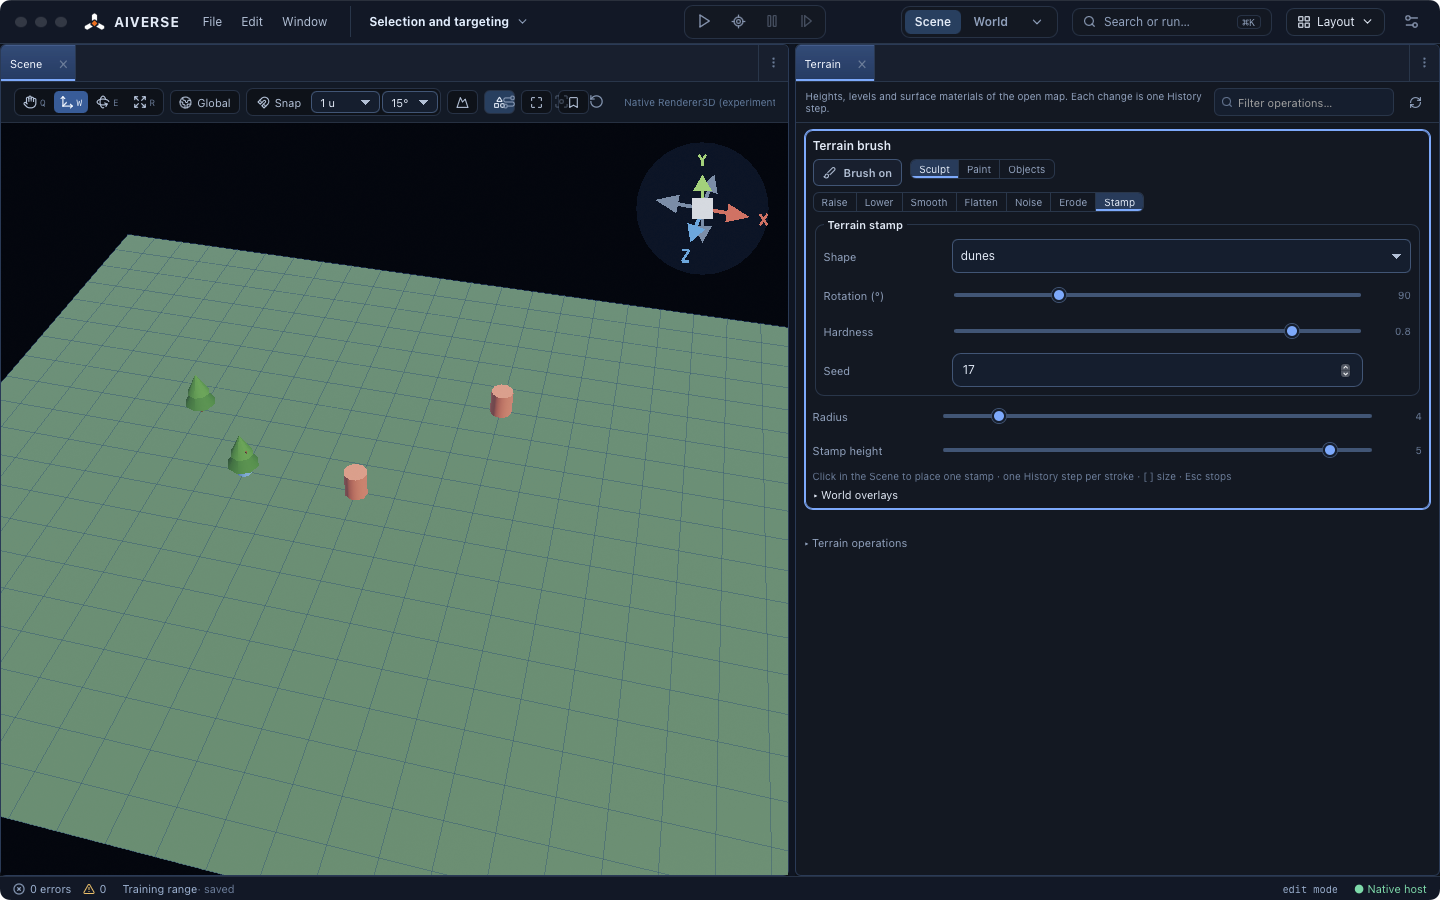 AIVERSE File Edit Window Selection and targeting Scene World Search or run... ⌘K Layout
Scene
Terrain
Q W E R Global Snap 1 u 15° Native Renderer3D (experiment
Heights, levels and surface materials of the open map. Each change is one History
step.
Filter operations...
Y
X
Z
Terrain brush
Brush on Sculpt Paint Objects
Raise Lower Smooth Flatten Noise Erode Stamp
Terrain stamp
Shape dunes
Rotation (°) 90
Hardness 0.8
Seed 17
Radius 4
Stamp height 5
Click in the Scene to place one stamp · one History step per stroke · [ ] size · Esc stops
World overlays
Terrain operations
0 errors 0 Training range · saved edit mode Native host